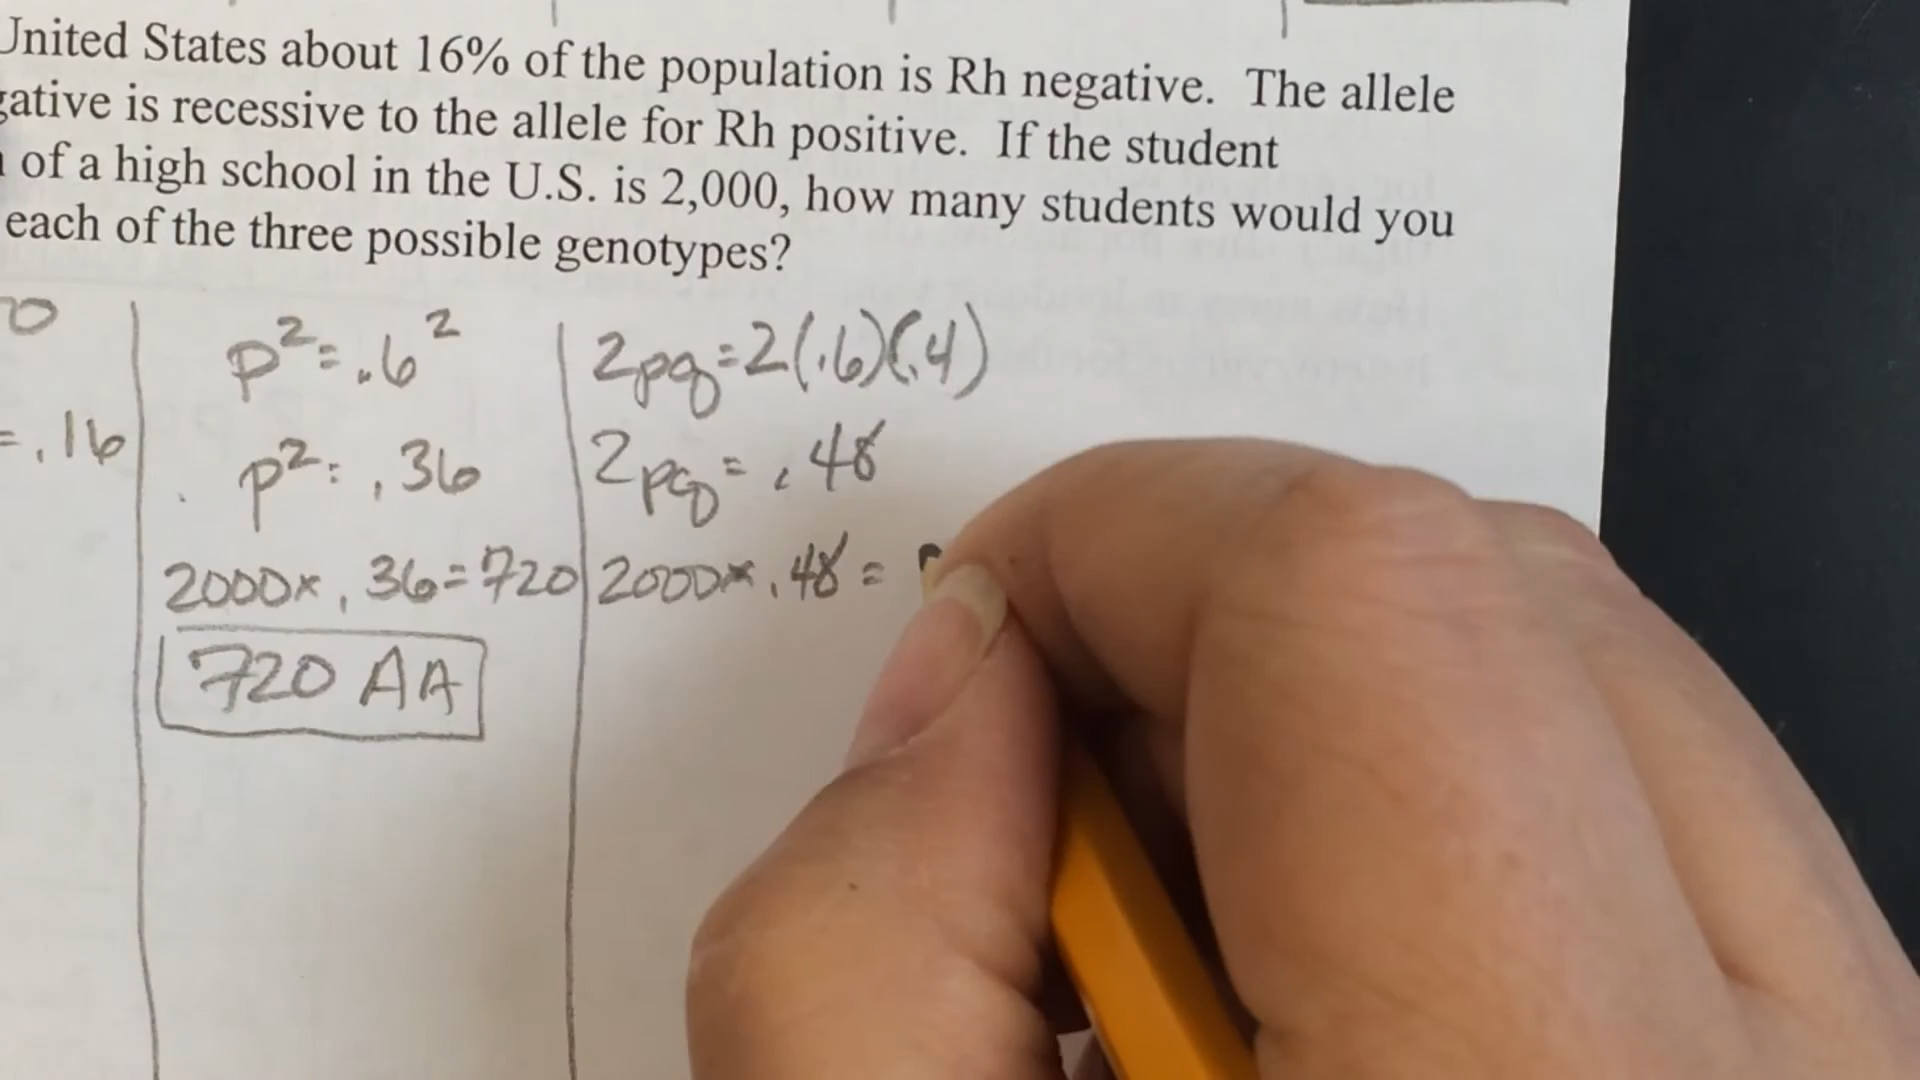 United States about 16% of the population is Rh negative. The allele
gative is recessive to the allele for Rh positive. If the student
of a high school in the U.S. is 2,000, how many students would you
each of the three possible genotypes?
= .16
p²= .6²
p²= .36
2000x .36=720
720 AA
2pq=2(.6)(.4)
2pq= .48
2000x .48=